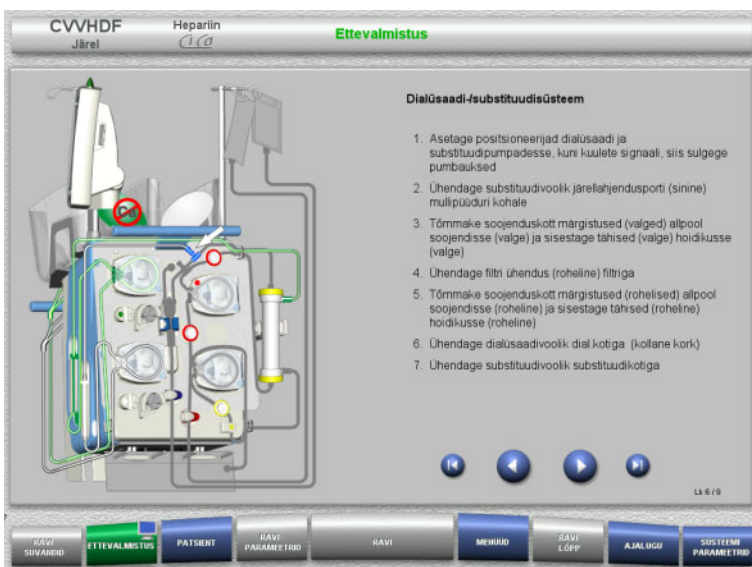 CVVHDF
Järel
Hepariin
Ci Ca
Ettevalmistus
Ca
Dialüsaadi-/substituudisüsteem
1. Asetage positsioneerijad dialüsaadi ja
substituudipumpadesse, kuni kuulete signaali, siis sulgege
pumbauksed
2. Ühendage substituudivoolik järellahjendusporti (sinine)
mullipüüduri kohale
3. Tõmmake soojenduskott märgistused (valged) allpool
soojendisse (valge) ja sisestage tähised (valge) hoidikusse
(valge)
4. Ühendage filtri ühendus (roheline) filtriga
5. Tõmmake soojenduskott märgistused (rohelised) allpool
soojendisse (roheline) ja sisestage tähised (roheline)
hoidikusse (roheline)
6. Ühendage dialüsaadivoolik dial.kotiga (kollane kork)
7. Ühendage substituudivoolik substituudikotiga
Lk 6 / 9
RAVI
SUVANDID
ETTEVALMISTUS
PATSIENT
RAVI-
PARAMEETRID
RAVI
MENÜÜD
RAVI
LÕPP
AJALUGU
SÜSTEEMI
PARAMEETRID